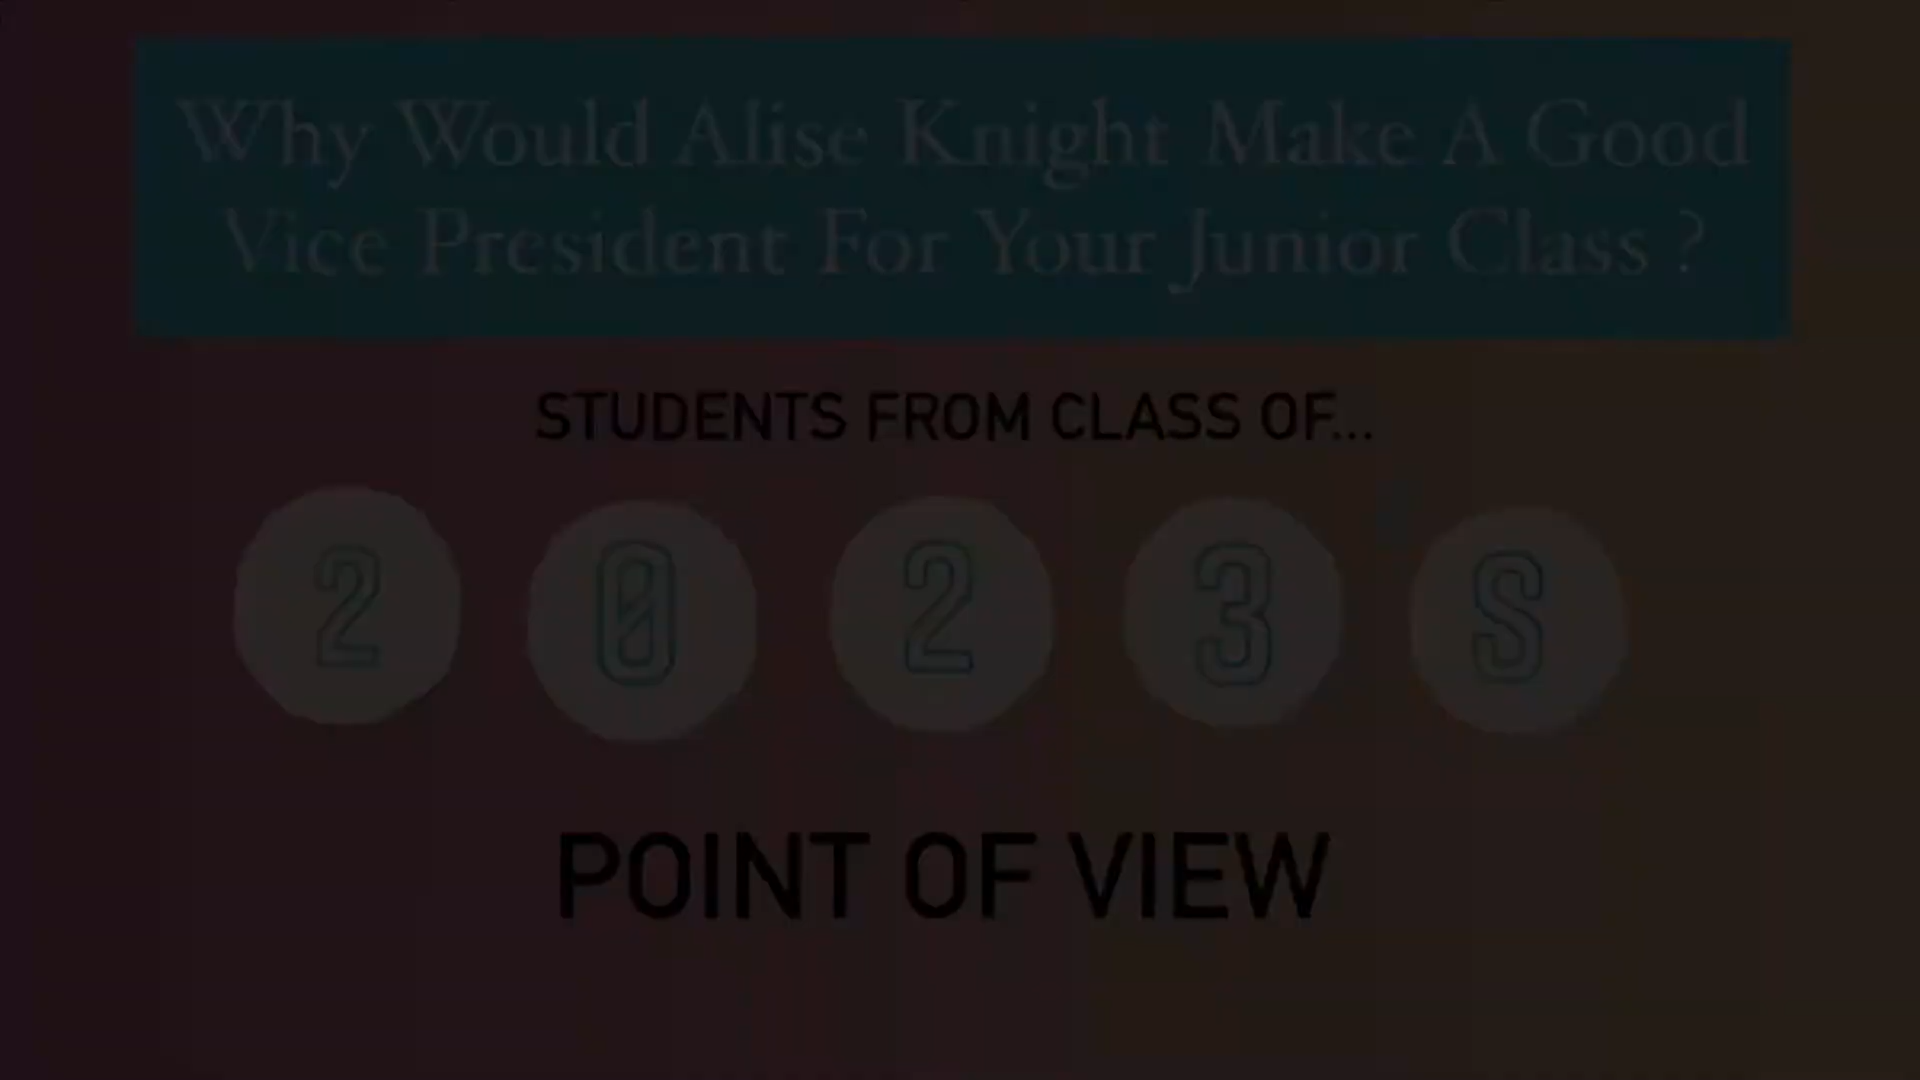 Why Would Alise Knight Make A Good
Vice President For Your Junior Class ?
STUDENTS FROM CLASS OF...
2 0 2 3 S
POINT OF VIEW